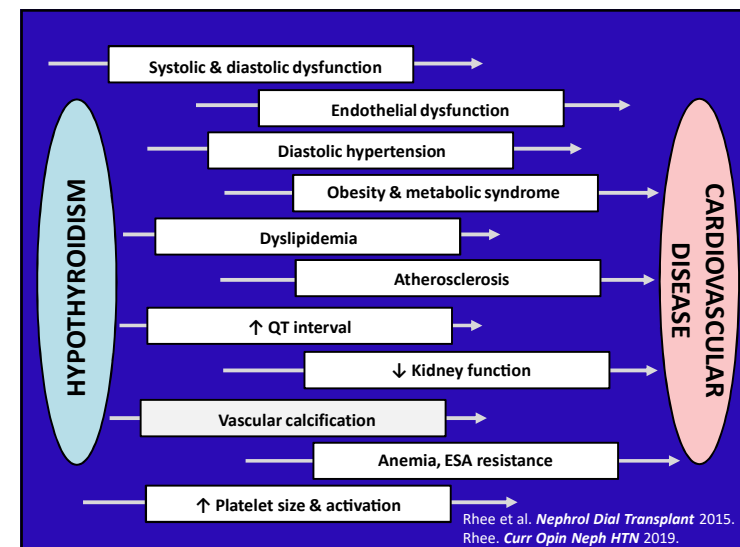 Systolic & diastolic dysfunction
Endothelial dysfunction
Diastolic hypertension
Obesity & metabolic syndrome
Dyslipidemia
Atherosclerosis
↑ QT interval
↓ Kidney function
Vascular calcification
Anemia, ESA resistance
↑ Platelet size & activation
HYPOTHYROIDISM
CARDIOVASCULAR
DISEASE
Rhee et al. Nephrol Dial Transplant 2015.
Rhee. Curr Opin Neph HTN 2019.